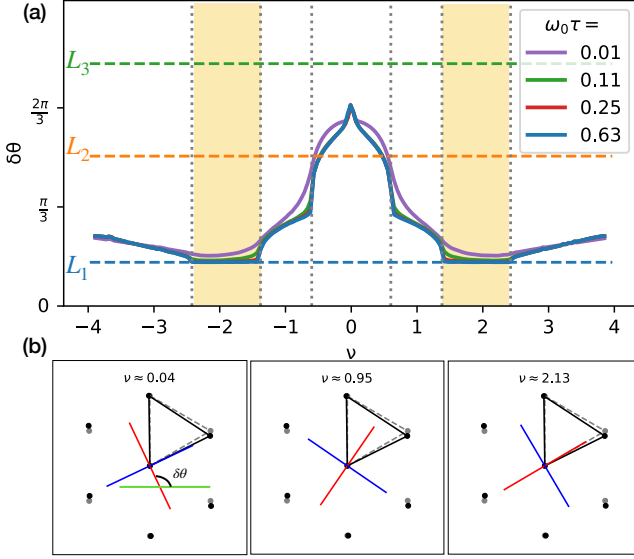 (a)
ω₀τ =
0.01
0.11
0.25
0.63
L₃
2π/3
L₂
δθ
π/3
L₁
0
−4 −3 −2 −1 0 1 2 3 4
ν
(b)
ν ≈ 0.04 ν ≈ 0.95 ν ≈ 2.13
δθ